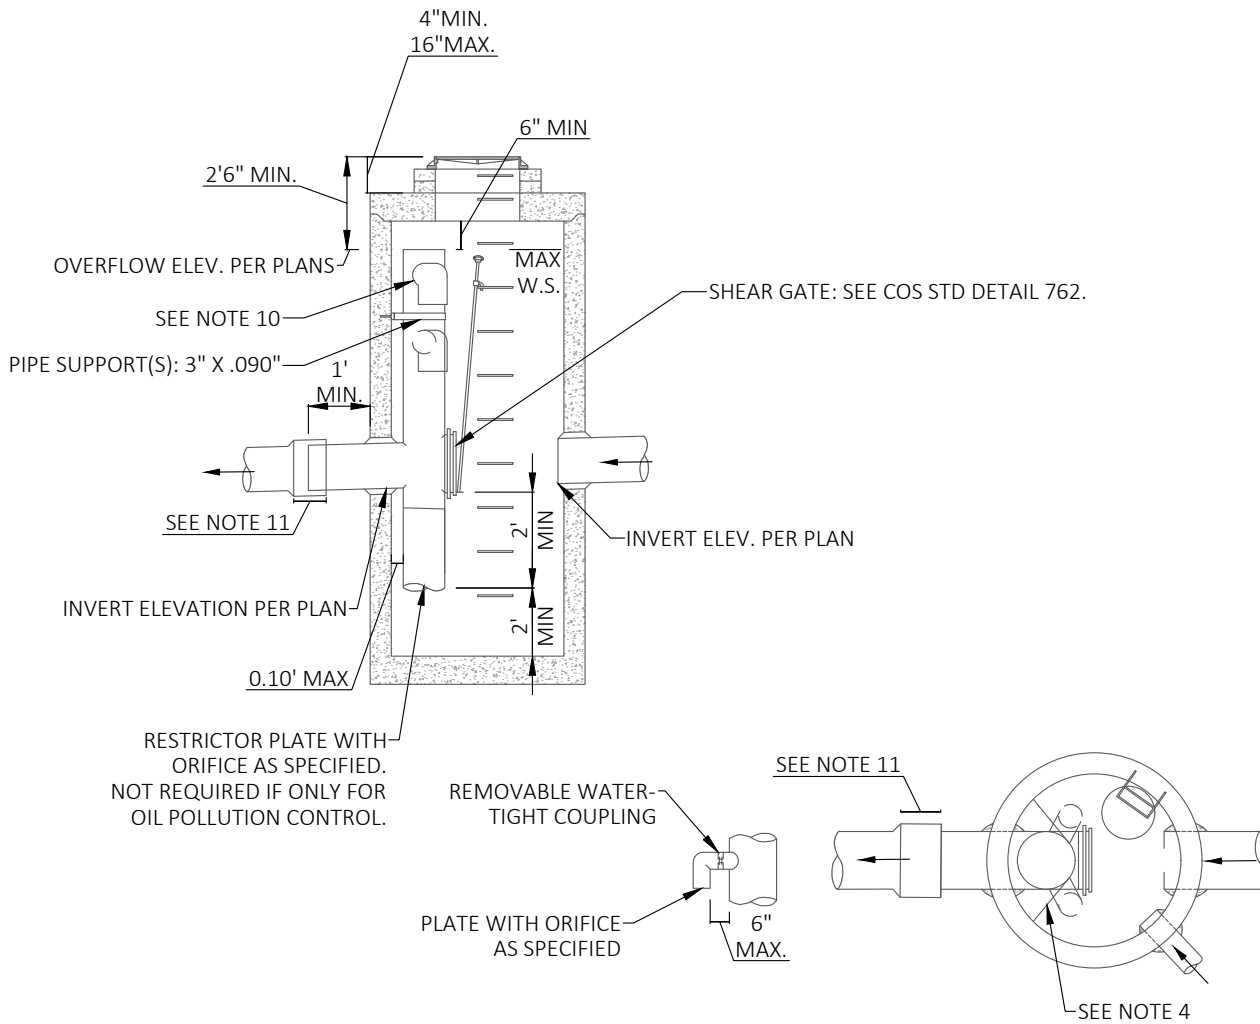 4"MIN.
16"MAX.
6" MIN
2'6" MIN.
OVERFLOW ELEV. PER PLANS
MAX
W.S.
SHEAR GATE: SEE COS STD DETAIL 762.
SEE NOTE 10
PIPE SUPPORT(S): 3" X .090"
1'
MIN.
SEE NOTE 11
2'
MIN
INVERT ELEV. PER PLAN
INVERT ELEVATION PER PLAN
2'
MIN
0.10' MAX
RESTRICTOR PLATE WITH
ORIFICE AS SPECIFIED.
NOT REQUIRED IF ONLY FOR
OIL POLLUTION CONTROL.
REMOVABLE WATER-
TIGHT COUPLING
PLATE WITH ORIFICE
AS SPECIFIED
6"
MAX.
SEE NOTE 11
SEE NOTE 4